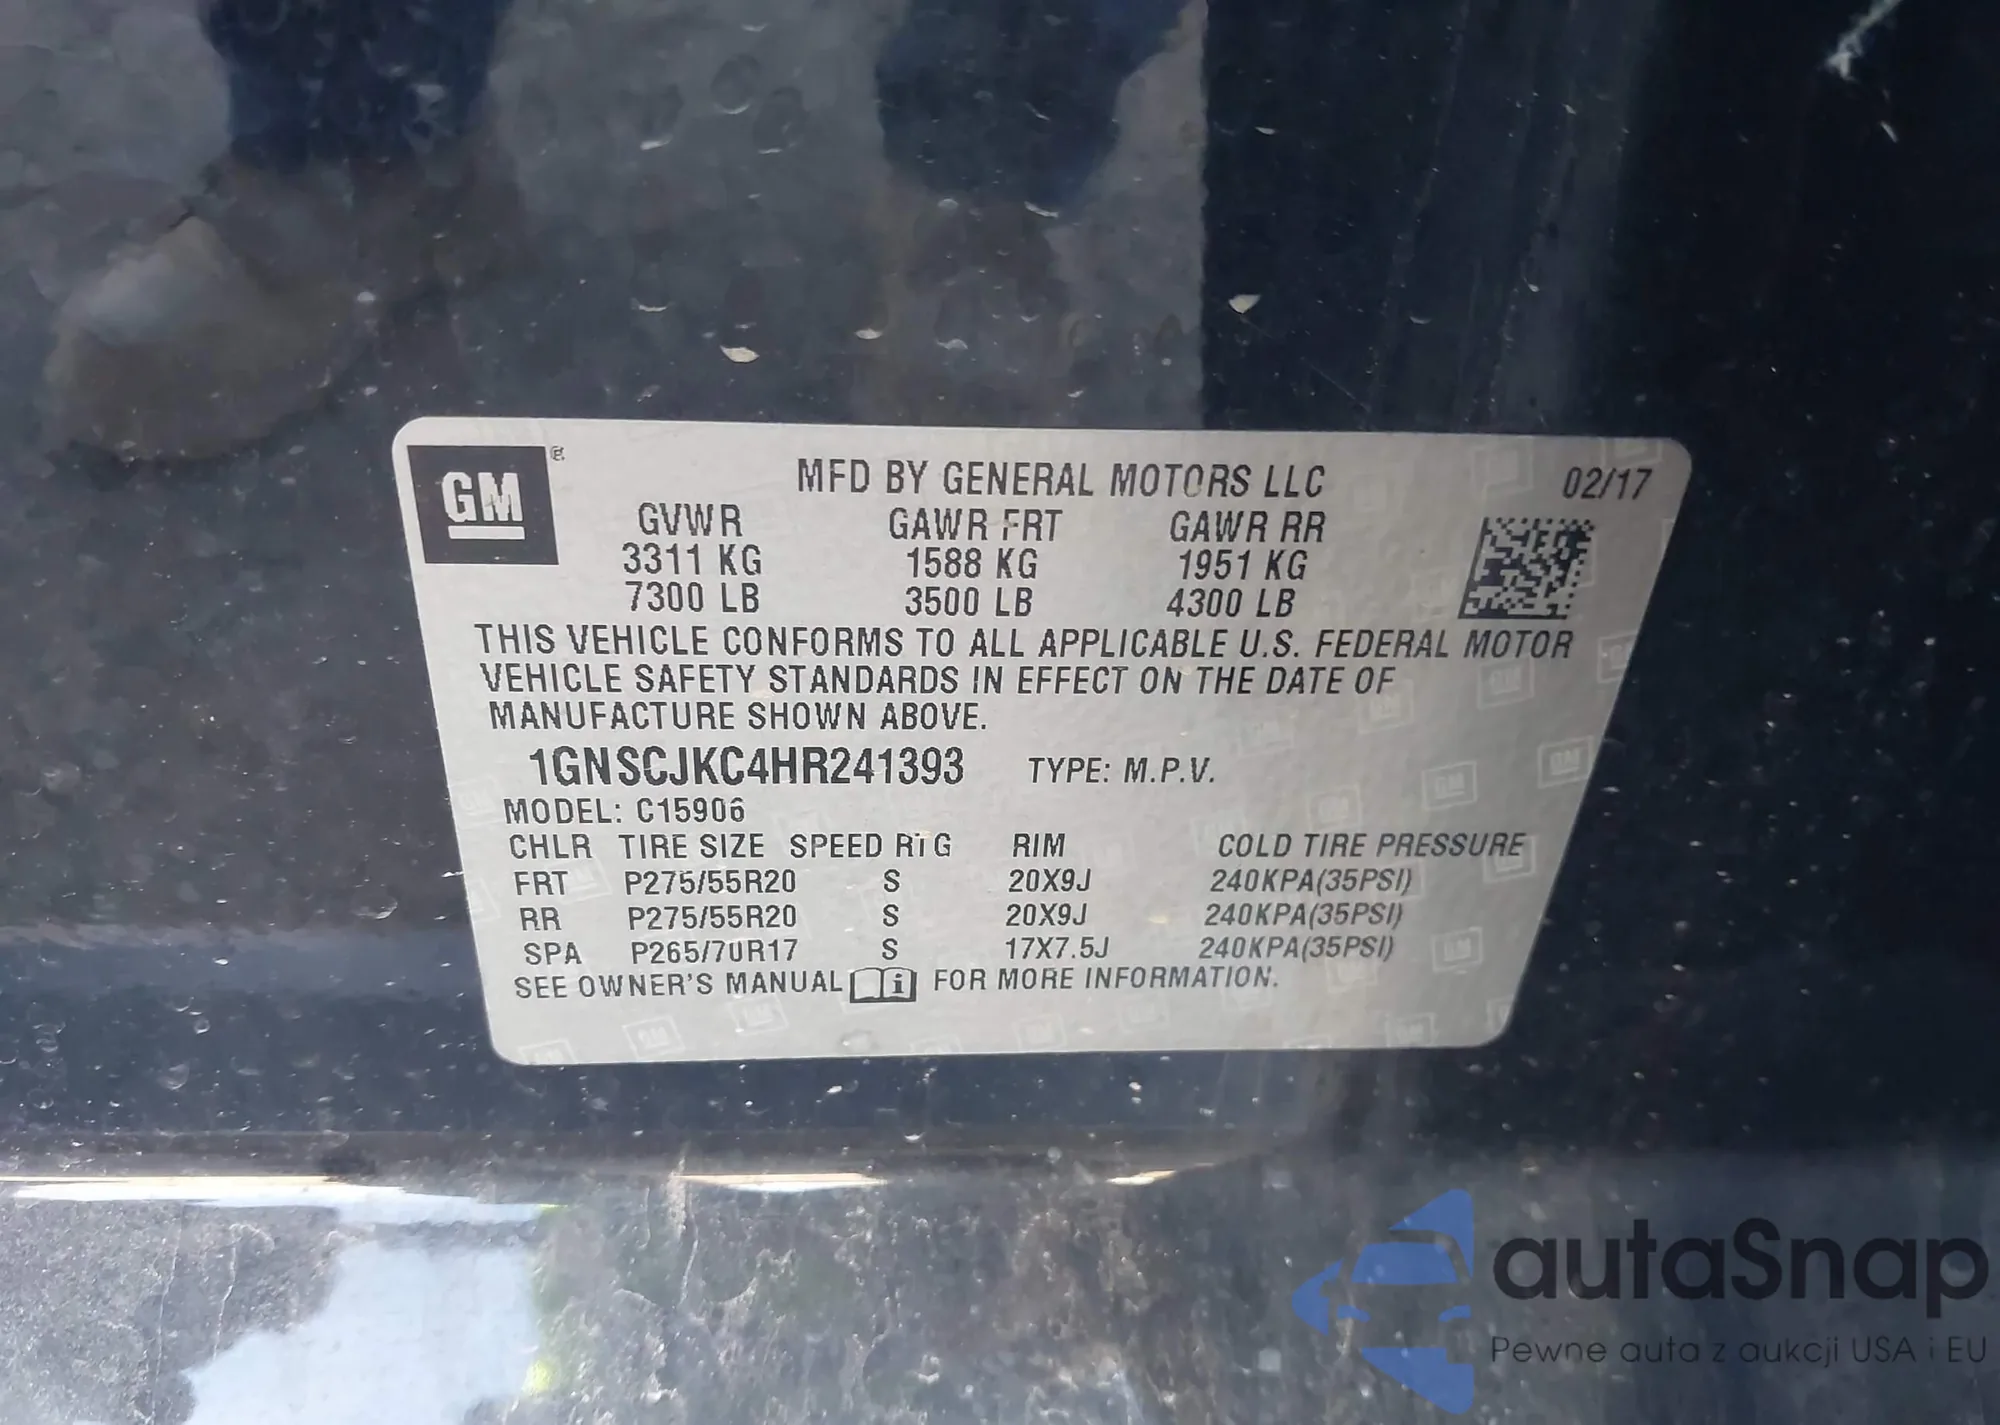 GM
MFD BY GENERAL MOTORS LLC 02/17
GVWR GAWR FRT GAWR RR
3311 KG 1588 KG 1951 KG
7300 LB 3500 LB 4300 LB
THIS VEHICLE CONFORMS TO ALL APPLICABLE U.S. FEDERAL MOTOR
VEHICLE SAFETY STANDARDS IN EFFECT ON THE DATE OF
MANUFACTURE SHOWN ABOVE.
1GNSCJKC4HR241393 TYPE: M.P.V.
MODEL: C15906
CHLR TIRE SIZE SPEED RTG RIM COLD TIRE PRESSURE
FRT P275/55R20 S 20X9J 240KPA(35PSI)
RR P275/55R20 S 20X9J 240KPA(35PSI)
SPA P265/70R17 S 17X7.5J 240KPA(35PSI)
SEE OWNER'S MANUAL FOR MORE INFORMATION.
autaSnap
Pewne auta z aukcji USA i EU